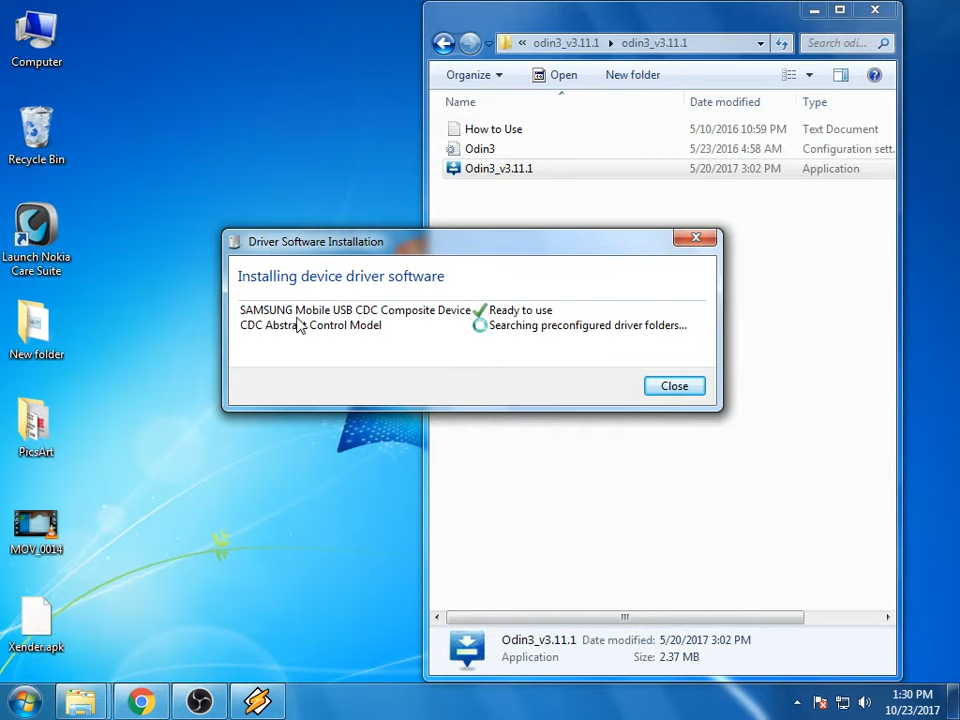 Computer
Recycle Bin
Launch Nokia
Care Suite
New folder
PicsArt
MOV_0014
Xender.apk
« odin3_v3.11.1 odin3_v3.11.1
Search odi...
Organize Open New folder
Name Date modified Type
How to Use 5/10/2016 10:59 PM Text Document
Odin3 5/23/2016 4:58 AM Configuration sett.
Odin3_v3.11.1 5/20/2017 3:02 PM Application
Driver Software Installation
Installing device driver software
SAMSUNG Mobile USB CDC Composite Device Ready to use
CDC Abstract Control Model Searching preconfigured driver folders...
Close
Odin3_v3.11.1 Date modified: 5/20/2017 3:02 PM
Application Size: 2.37 MB
1:30 PM
10/23/2017